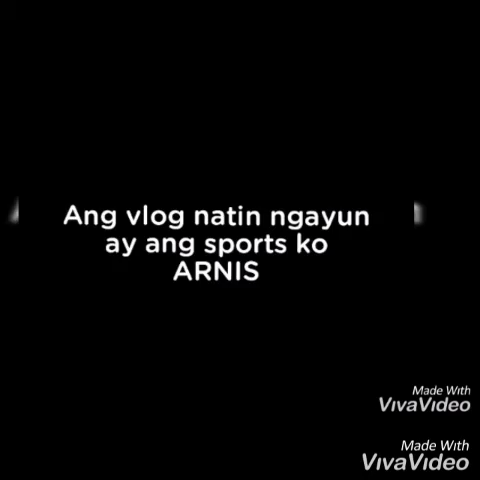 Ang vlog natin ngayun
ay ang sports ko
ARNIS
Made With
VivaVideo
Made With
VivaVideo